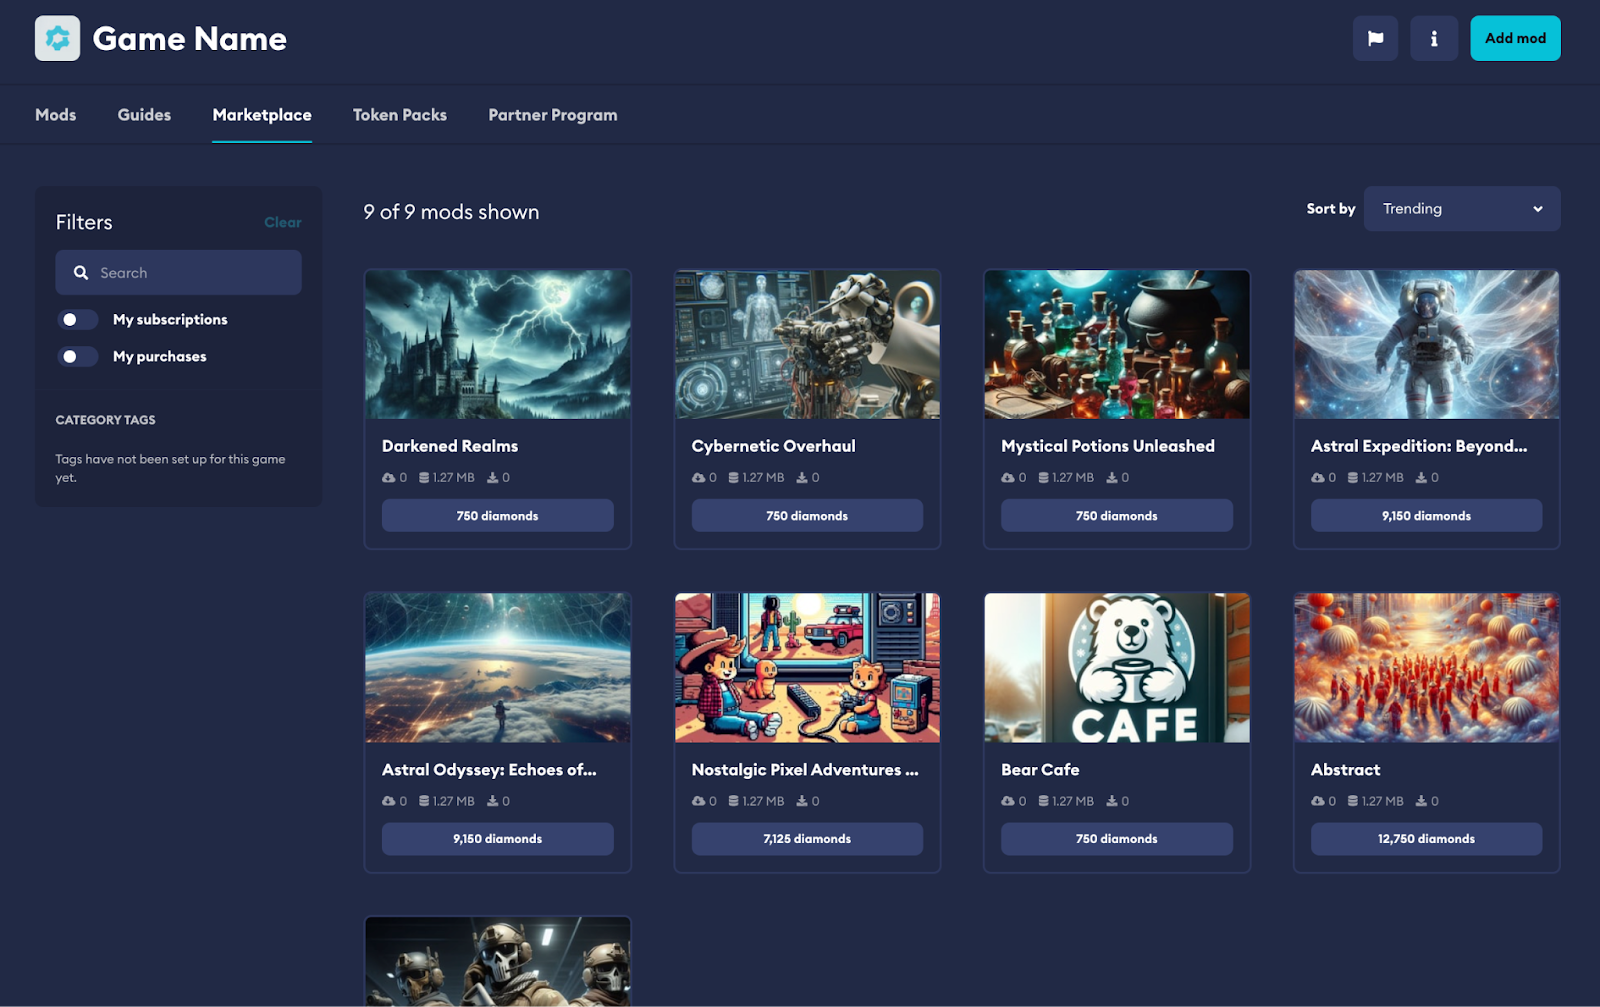 Game Name
Add mod
Mods
Guides
Marketplace
Token Packs
Partner Program
Filters
Clear
Search
My subscriptions
My purchases
CATEGORY TAGS
Tags have not been set up for this game
yet.
9 of 9 mods shown
Sort by
Trending
Darkened Realms
0 1.27 MB 0
750 diamonds
Cybernetic Overhaul
0 1.27 MB 0
750 diamonds
Mystical Potions Unleashed
0 1.27 MB 0
750 diamonds
Astral Expedition: Beyond...
0 1.27 MB 0
9,150 diamonds
Astral Odyssey: Echoes of...
0 1.27 MB 0
9,150 diamonds
Nostalgic Pixel Adventures ...
0 1.27 MB 0
7,125 diamonds
CAFE
Bear Cafe
0 1.27 MB 0
750 diamonds
Abstract
0 1.27 MB 0
12,750 diamonds